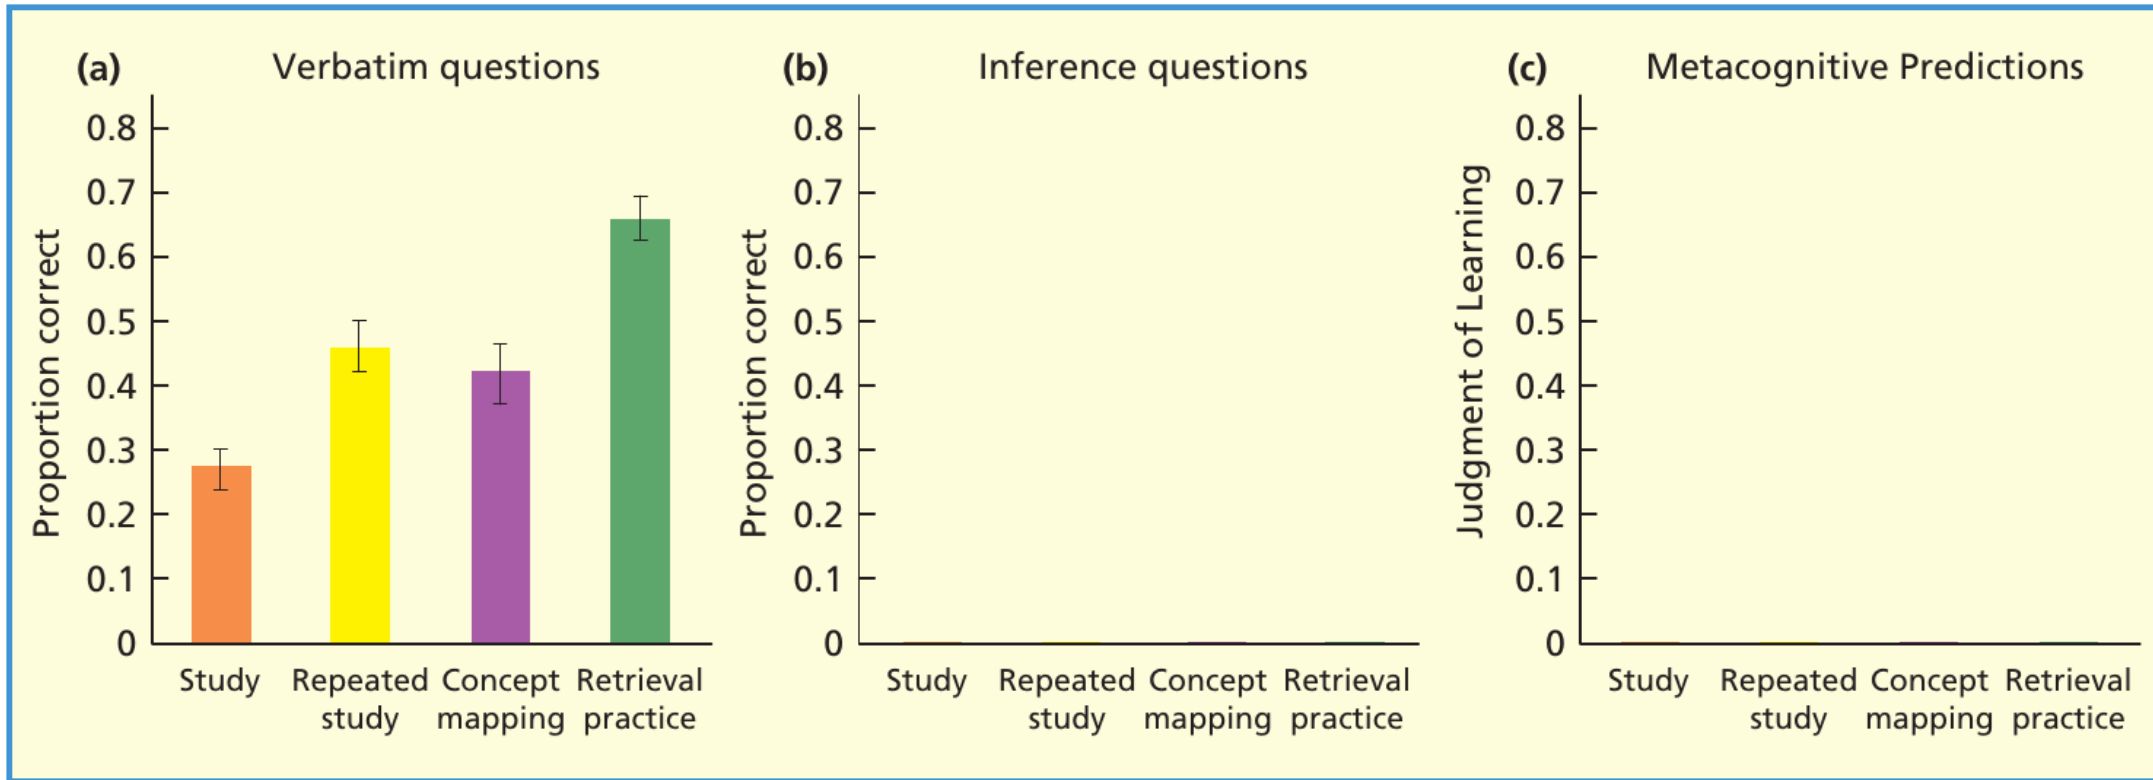 (a) Verbatim questions
Proportion correct
0.8
0.7
0.6
0.5
0.4
0.3
0.2
0.1
0
Study
Repeated study
Concept mapping
Retrieval practice
(b) Inference questions
Proportion correct
0.8
0.7
0.6
0.5
0.4
0.3
0.2
0.1
0
Study
Repeated study
Concept mapping
Retrieval practice
(c) Metacognitive Predictions
Judgment of Learning
0.8
0.7
0.6
0.5
0.4
0.3
0.2
0.1
0
Study
Repeated study
Concept mapping
Retrieval practice